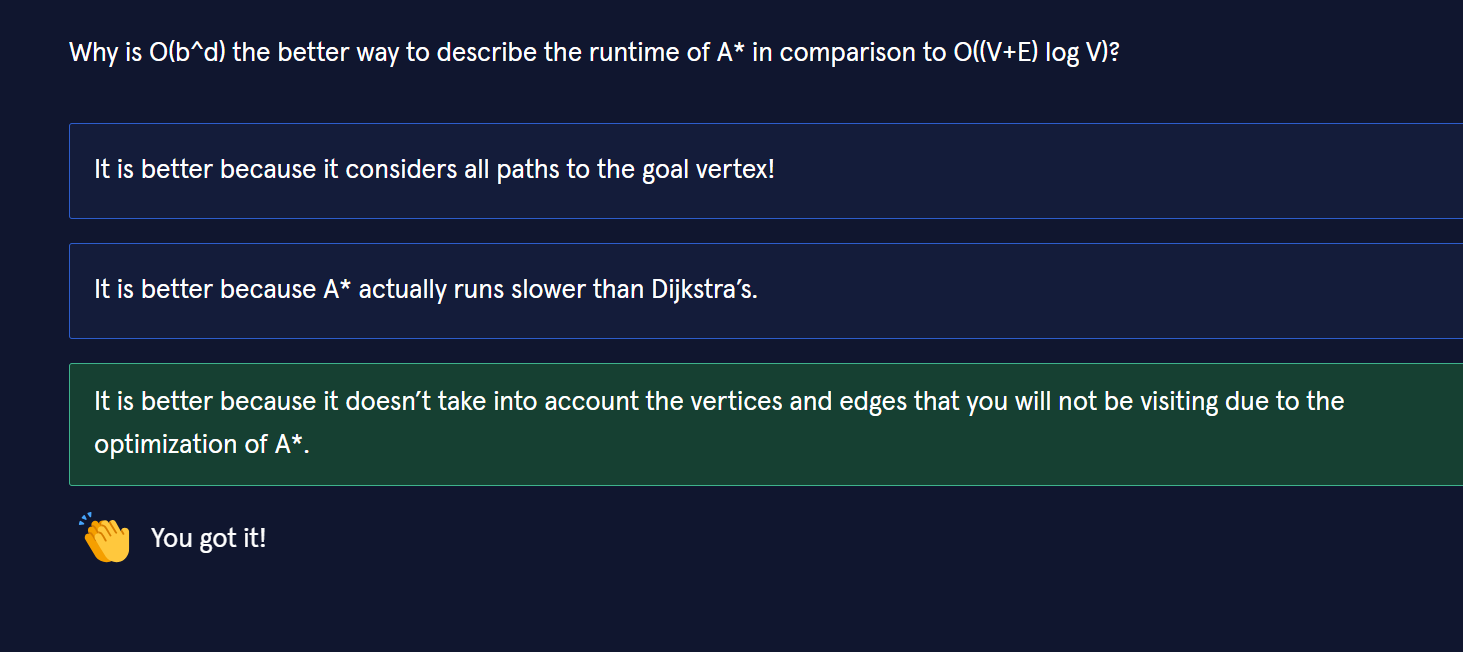 Why is O(b^d) the better way to describe the runtime of A* in comparison to O((V+E) log V)?
It is better because it considers all paths to the goal vertex!
It is better because A* actually runs slower than Dijkstra’s.
It is better because it doesn’t take into account the vertices and edges that you will not be visiting due to the
optimization of A*.
You got it!